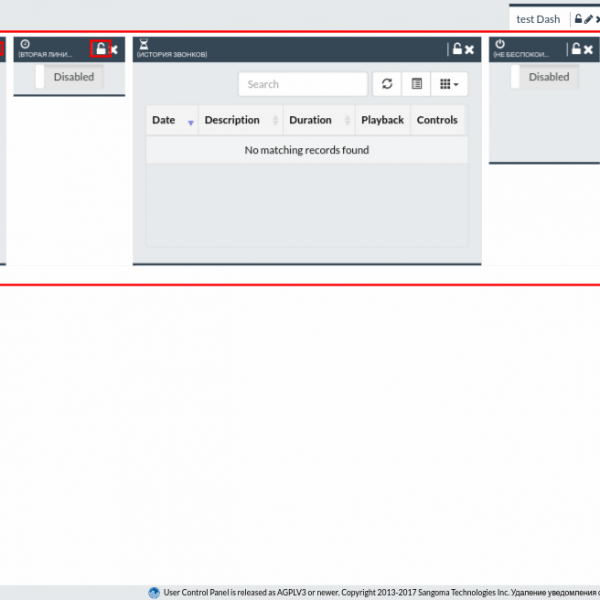 test Dash
(ВТОРАЯ ЛИНИ...
(ИСТОРИЯ ЗВОНКОВ)
(НЕ БЕСПОКОИ...
Disabled
Search
Disabled
Date Description Duration Playback Controls
No matching records found
User Control Panel is released as AGPLV3 or newer. Copyright 2013-2017 Sangoma Technologies Inc. Удаление уведомления